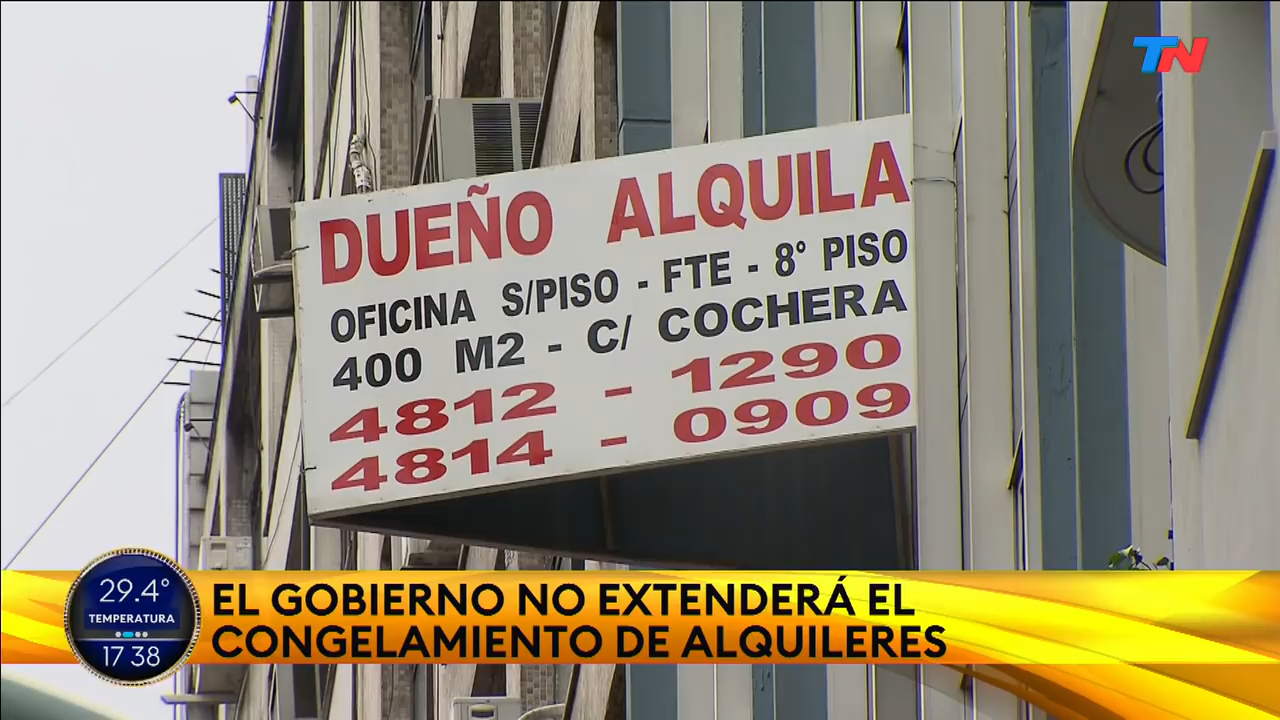 TN
DUEÑO ALQUILA
OFICINA S/PISO - FTE - 8° PISO
400 M2 - C/ COCHERA
4812 - 1290
4814 - 0909
29.4°
TEMPERATURA
17 38
EL GOBIERNO NO EXTENDERÁ EL
CONGELAMIENTO DE ALQUILERES